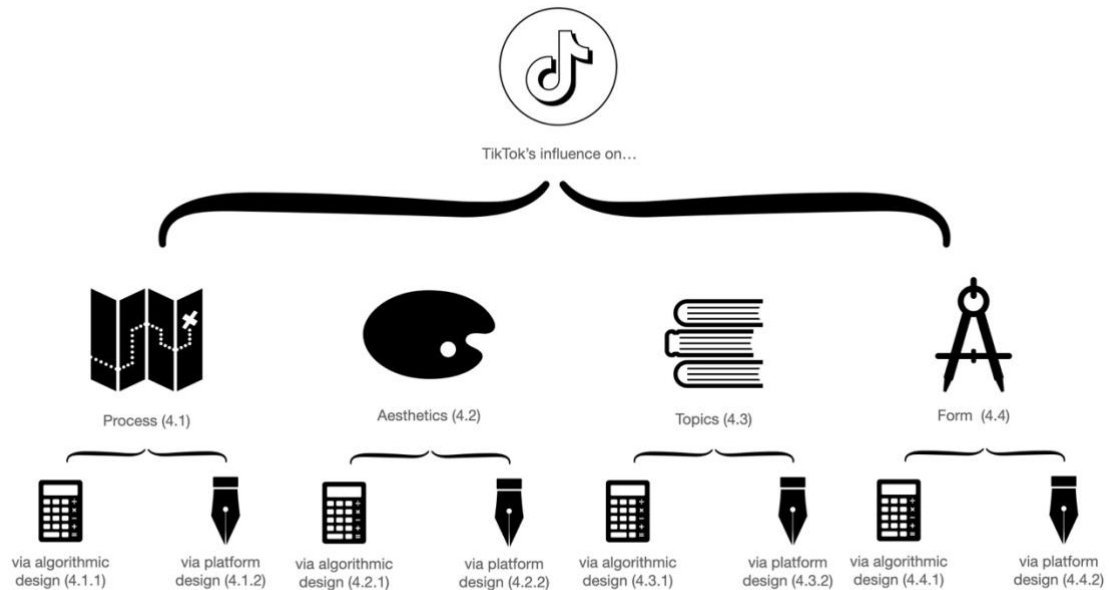 TikTok's influence on…
Process (4.1)
Aesthetics (4.2)
Topics (4.3)
Form (4.4)
via algorithmic
design (4.1.1)
via platform
design (4.1.2)
via algorithmic
design (4.2.1)
via platform
design (4.2.2)
via algorithmic
design (4.3.1)
via platform
design (4.3.2)
via algorithmic
design (4.4.1)
via platform
design (4.4.2)